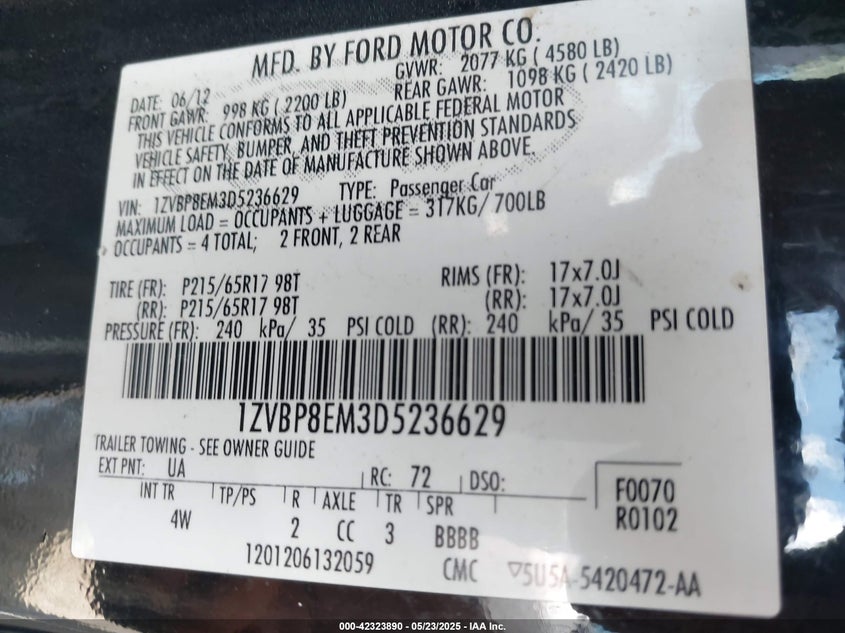 MFD. BY FORD MOTOR CO.
DATE: 06/12 GVWR: 2077 KG ( 4580 LB)
FRONT GAWR: 998 KG ( 2200 LB) REAR GAWR: 1098 KG ( 2420 LB)
THIS VEHICLE CONFORMS TO ALL APPLICABLE FEDERAL MOTOR
VEHICLE SAFETY, BUMPER, AND THEFT PREVENTION STANDARDS
IN EFFECT ON THE DATE OF MANUFACTURE SHOWN ABOVE.
VIN: 1ZVBP8EM3D5236629 TYPE: Passenger Car
MAXIMUM LOAD = OCCUPANTS + LUGGAGE = 317KG/ 700LB
OCCUPANTS = 4 TOTAL; 2 FRONT, 2 REAR
TIRE (FR): P215/65R17 98T RIMS (FR): 17x7.0J
(RR): P215/65R17 98T (RR): 17x7.0J
PRESSURE (FR): 240 kPa/ 35 PSI COLD (RR): 240 kPa/ 35 PSI COLD
1ZVBP8EM3D5236629
TRAILER TOWING - SEE OWNER GUIDE
EXT PNT: UA RC: 72 DSO:
INT TR TP/PS R AXLE TR SPR F0070
4W 2 CC 3 BBBB R0102
1201206132059 CMC ▽5U5A-5420472-AA
000-42323890 - 05/23/2025 - IAA Inc.